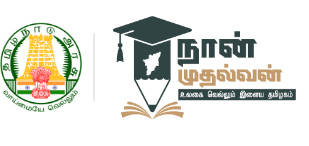 தமிழ்நாடு அரசு
வாய்மையே வெல்லும்
நான்
முதல்வன்
உலகை வெல்லும் இளைய தமிழகம்